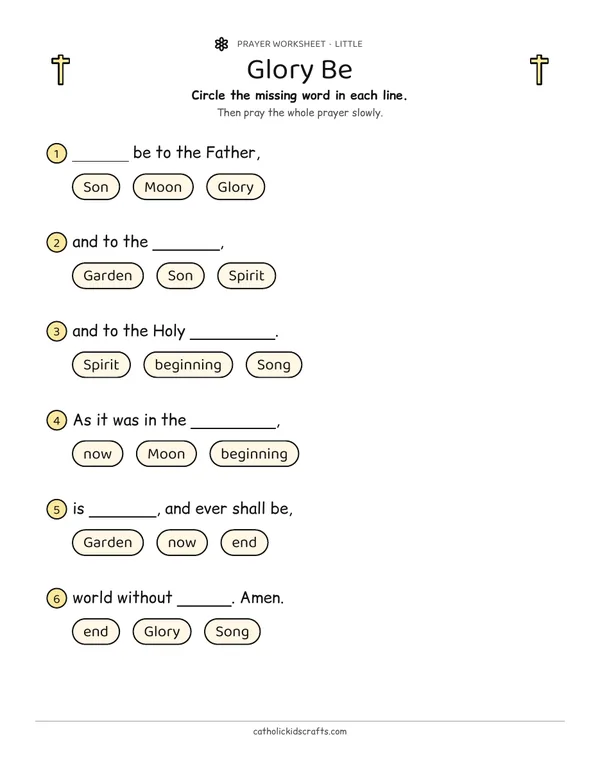 PRAYER WORKSHEET · LITTLE
Glory Be
Circle the missing word in each line.
Then pray the whole prayer slowly.
1 _______ be to the Father,
Son Moon Glory
2 and to the _______,
Garden Son Spirit
3 and to the Holy _________.
Spirit beginning Song
4 As it was in the _________,
now Moon beginning
5 is _______, and ever shall be,
Garden now end
6 world without ______. Amen.
end Glory Song
catholickidscrafts.com